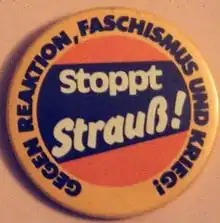 GEGEN REAKTION, FASCHISMUS UND KRIEG!
Stoppt
Strauß!